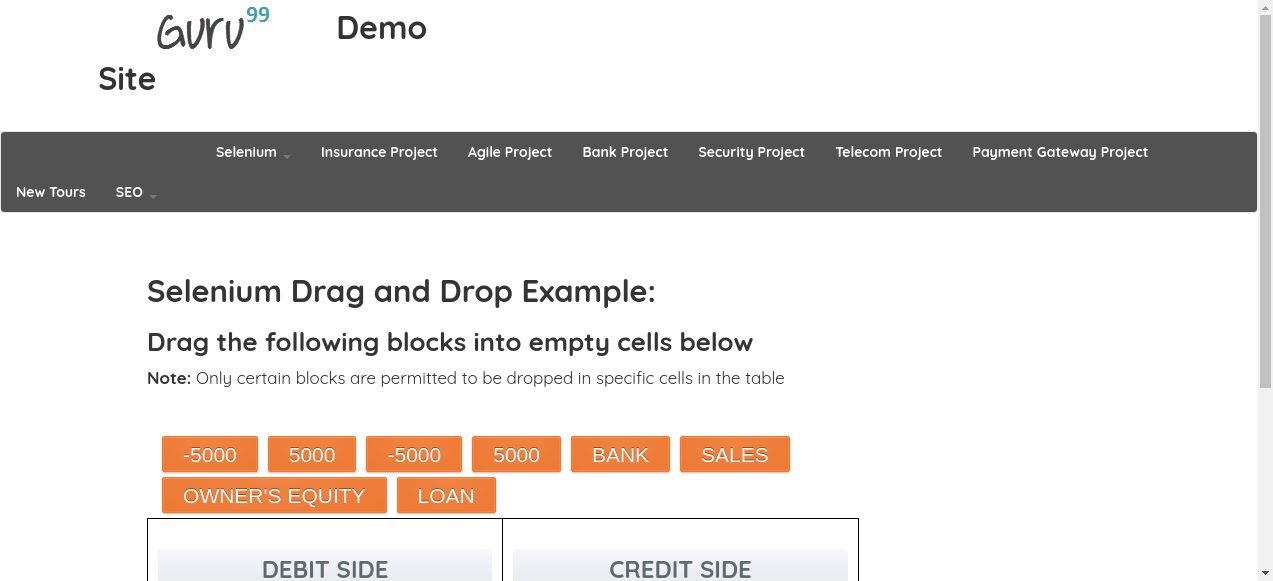 Guru99 Demo
Site
Selenium Insurance Project Agile Project Bank Project Security Project Telecom Project Payment Gateway Project
New Tours SEO
Selenium Drag and Drop Example:
Drag the following blocks into empty cells below
Note: Only certain blocks are permitted to be dropped in specific cells in the table
-5000 5000 -5000 5000 BANK SALES
OWNER'S EQUITY LOAN
DEBIT SIDE CREDIT SIDE